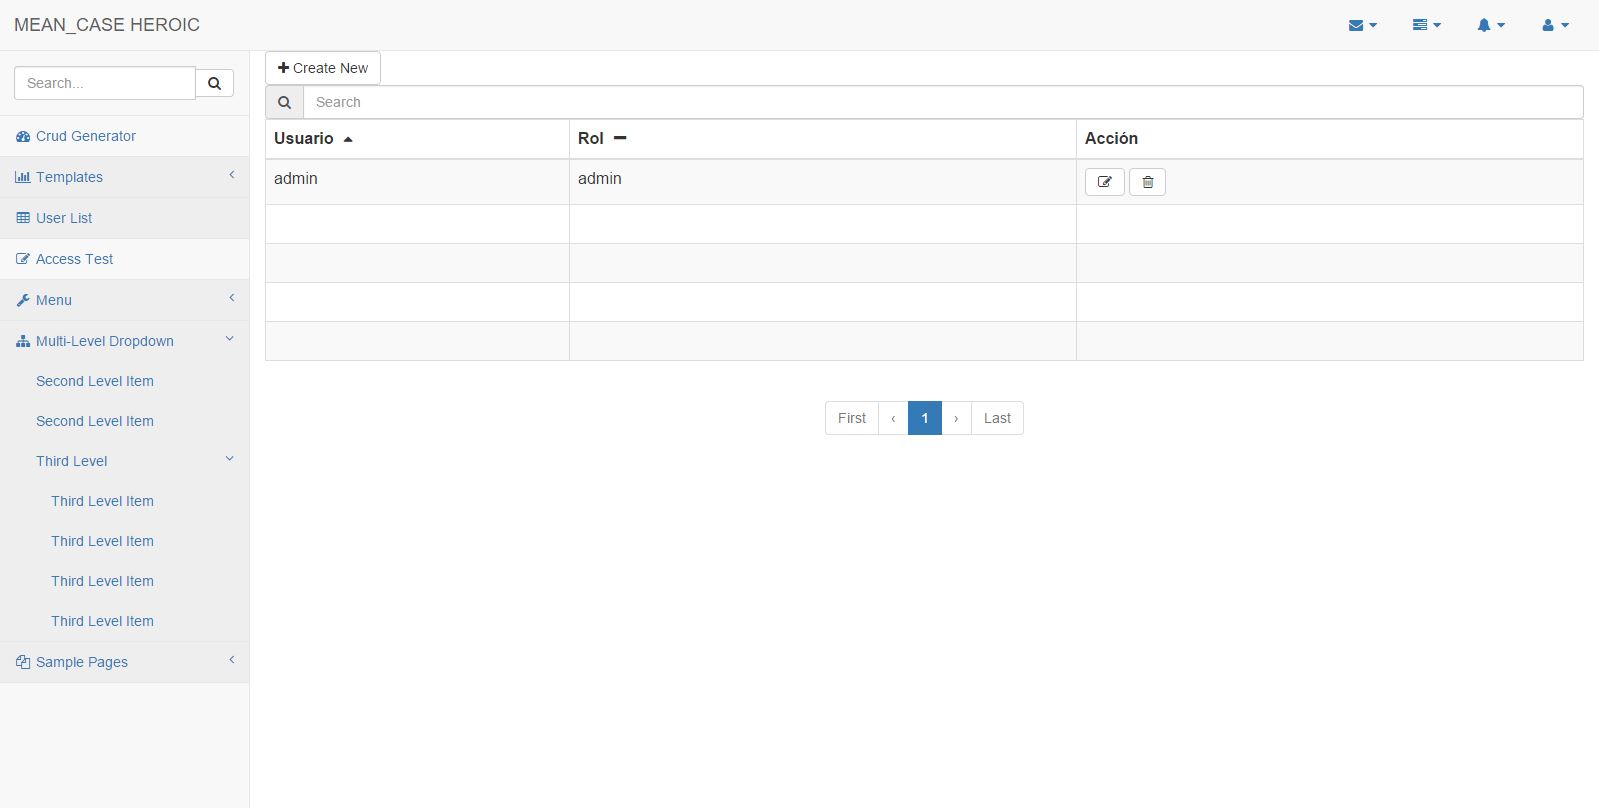 MEAN_CASE HEROIC
Search...
Crud Generator
Templates
User List
Access Test
Menu
Multi-Level Dropdown
Second Level Item
Second Level Item
Third Level
Third Level Item
Third Level Item
Third Level Item
Third Level Item
Sample Pages
Create New
Search
Usuario Rol Acción
admin admin
First ‹ 1 › Last